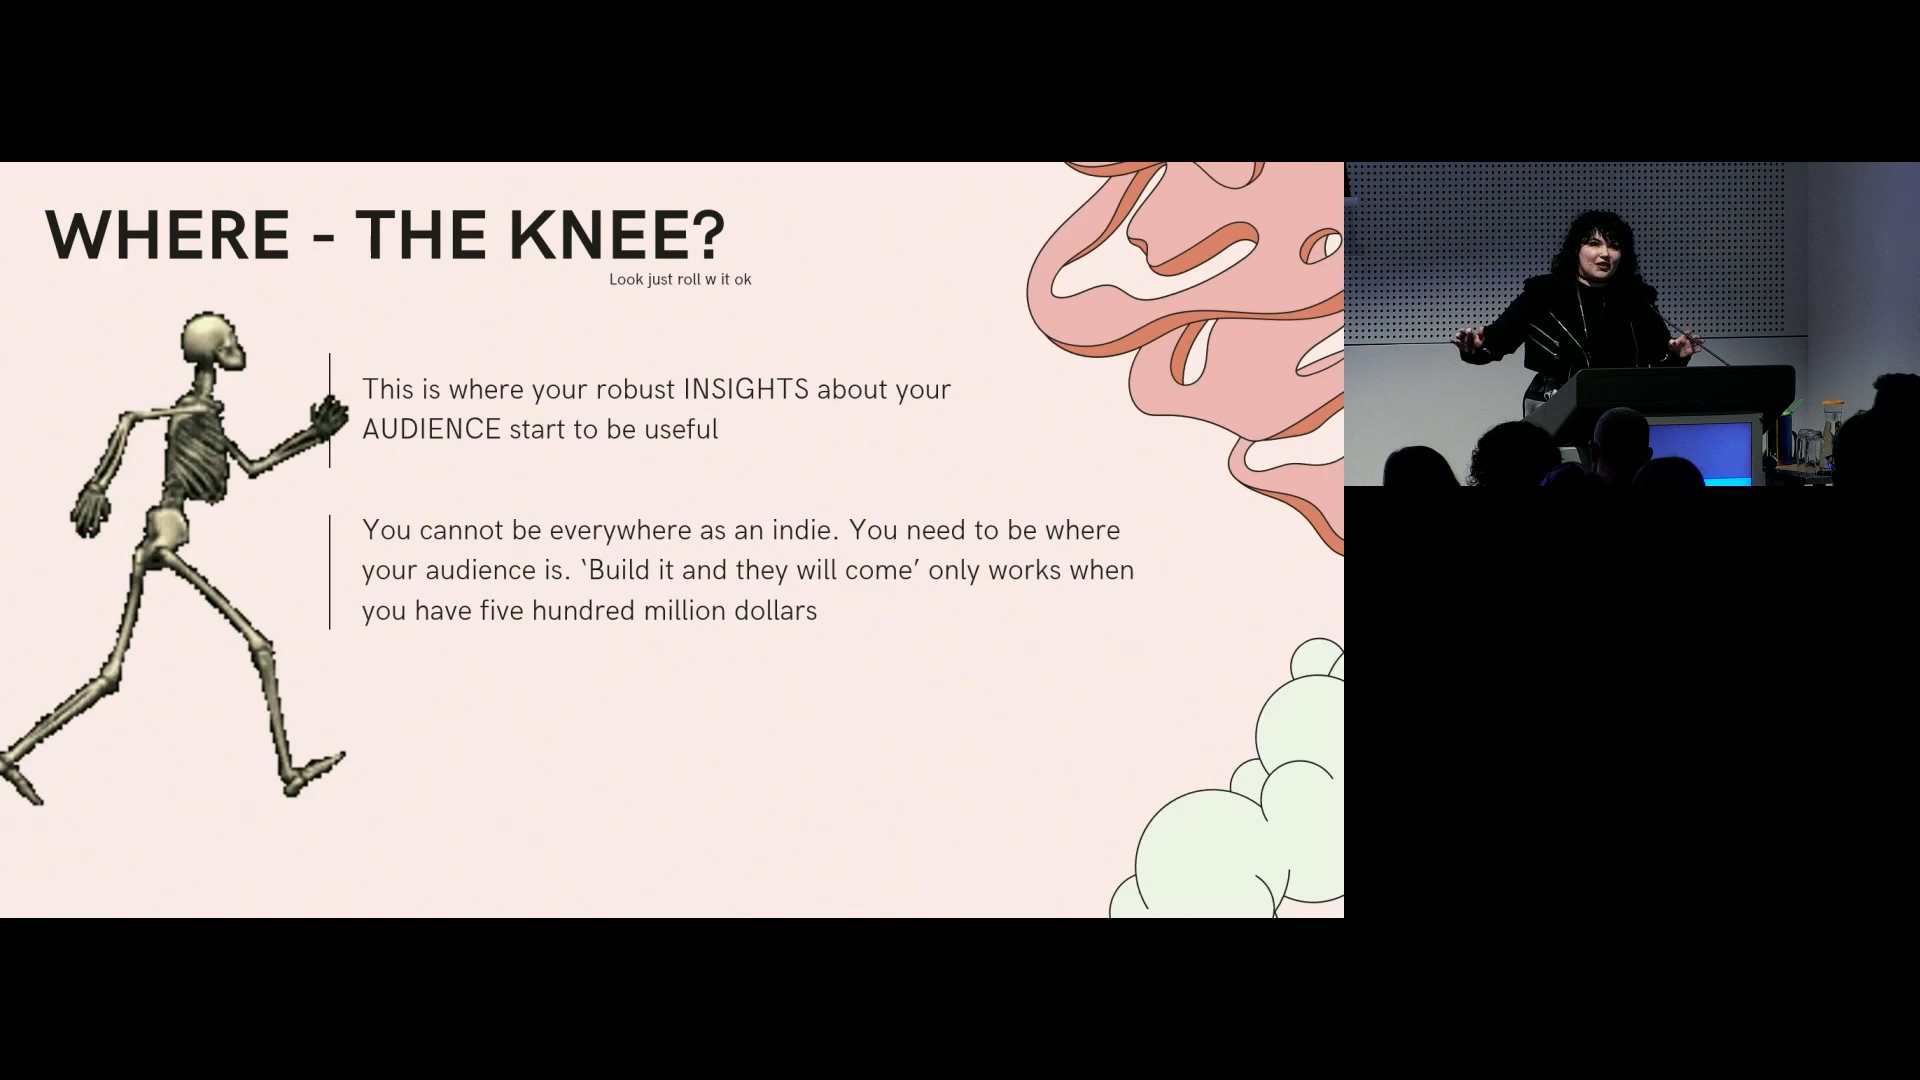 WHERE - THE KNEE?
Look just roll w it ok
This is where your robust INSIGHTS about your
AUDIENCE start to be useful
You cannot be everywhere as an indie. You need to be where
your audience is. ‘Build it and they will come’ only works when
you have five hundred million dollars